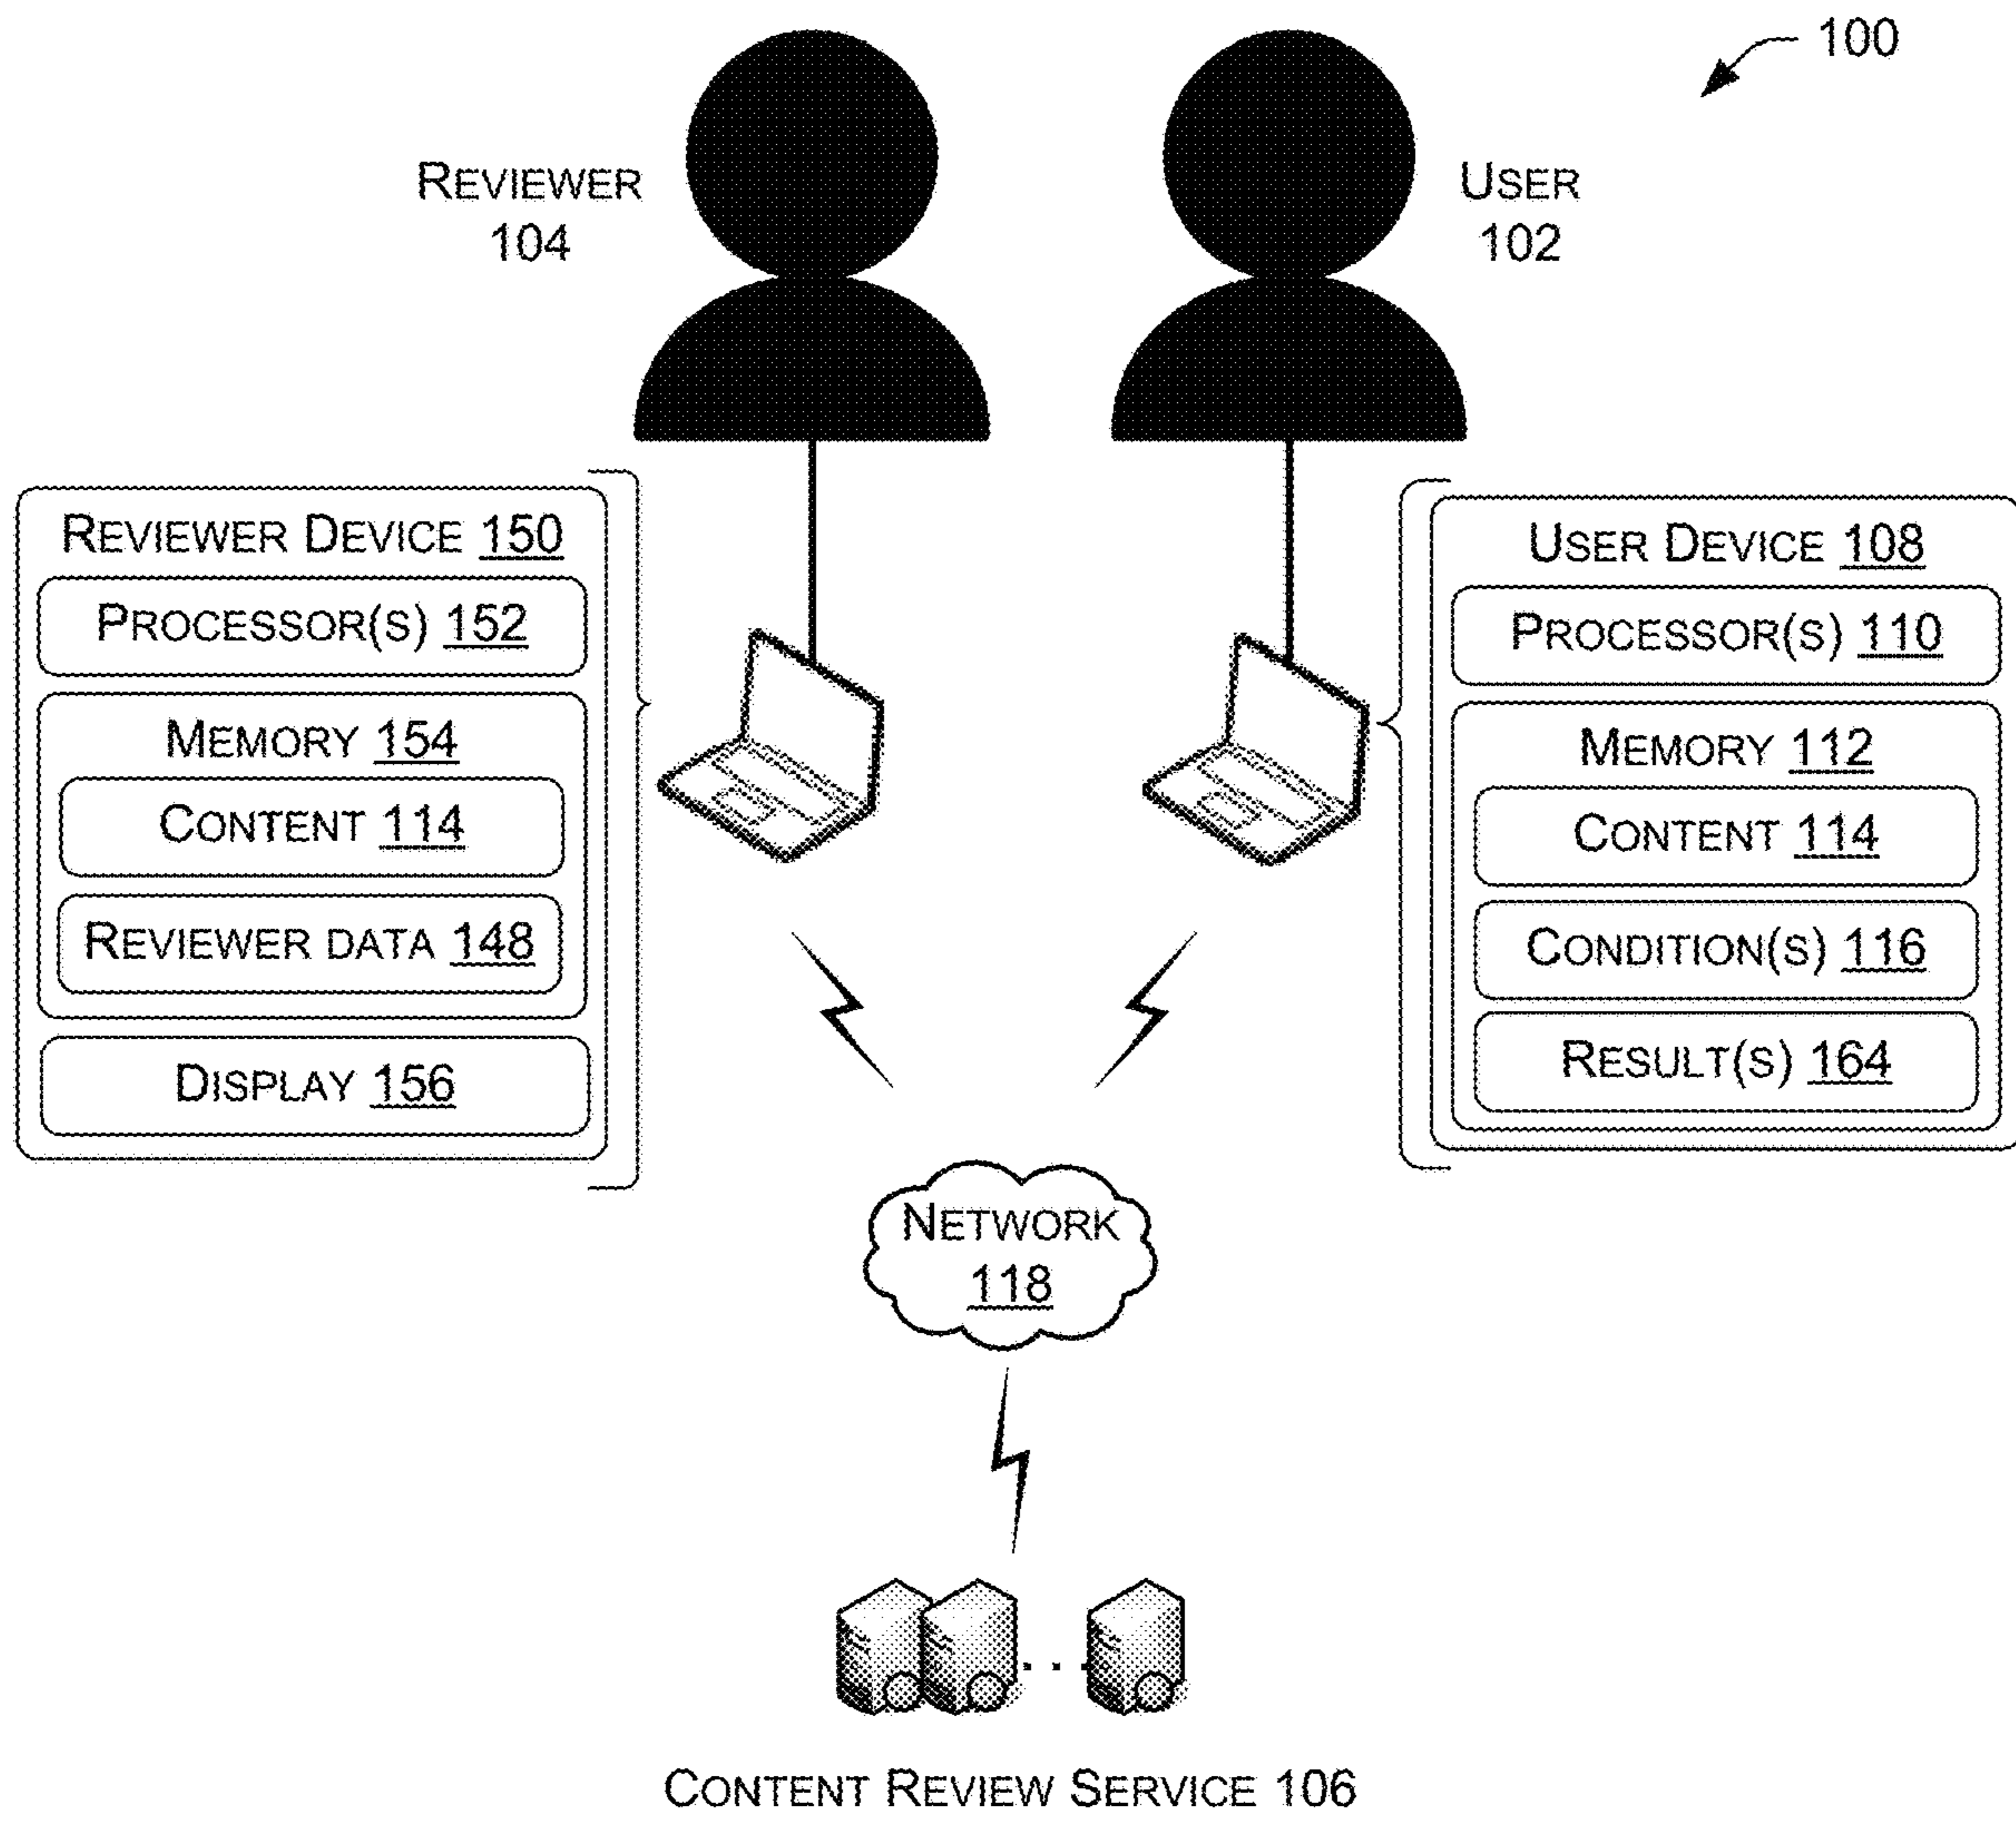 100
REVIEWER
104
USER
102
REVIEWER DEVICE 150
PROCESSOR(S) 152
MEMORY 154
CONTENT 114
REVIEWER DATA 148
DISPLAY 156
USER DEVICE 108
PROCESSOR(S) 110
MEMORY 112
CONTENT 114
CONDITION(S) 116
RESULT(S) 164
NETWORK
118
CONTENT REVIEW SERVICE 106